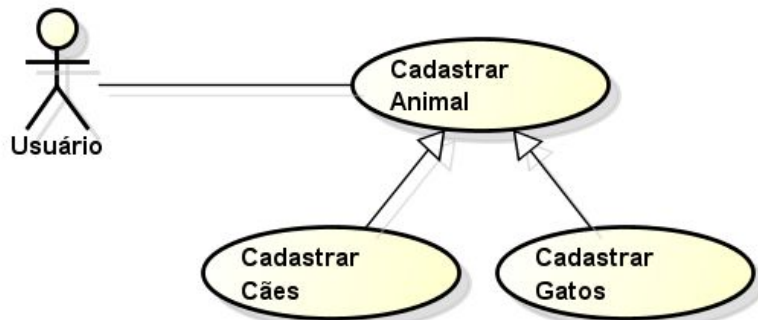 Cadastrar
Animal
Usuário
Cadastrar
Cães
Cadastrar
Gatos